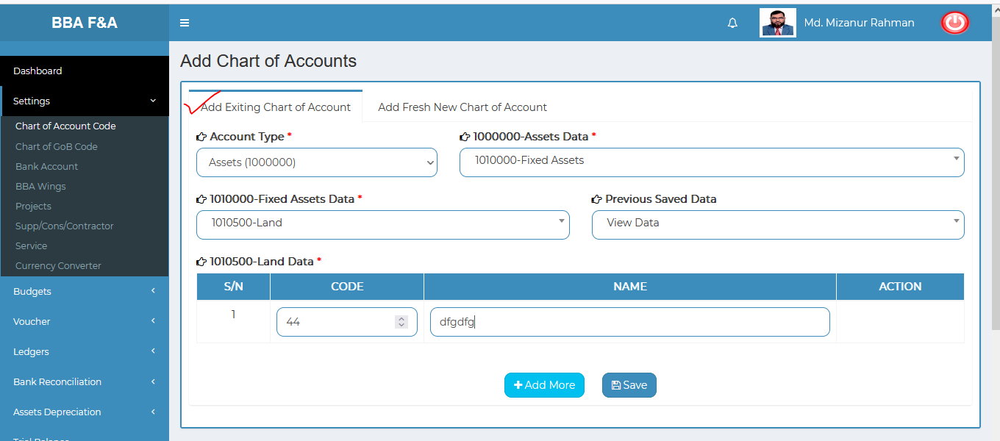 BBA F&A
Md. Mizanur Rahman
Dashboard
Settings
Chart of Account Code
Chart of GoB Code
Bank Account
BBA Wings
Projects
Supp/Cons/Contractor
Service
Currency Converter
Budgets
Voucher
Ledgers
Bank Reconciliation
Assets Depreciation
Trial Balance
Add Chart of Accounts
Add Exiting Chart of Account Add Fresh New Chart of Account
Account Type * 1000000-Assets Data *
Assets (1000000) 1010000-Fixed Assets
1010000-Fixed Assets Data * Previous Saved Data
1010500-Land View Data
1010500-Land Data *
S/N CODE NAME ACTION
1 44 dfgdfg
Add More Save